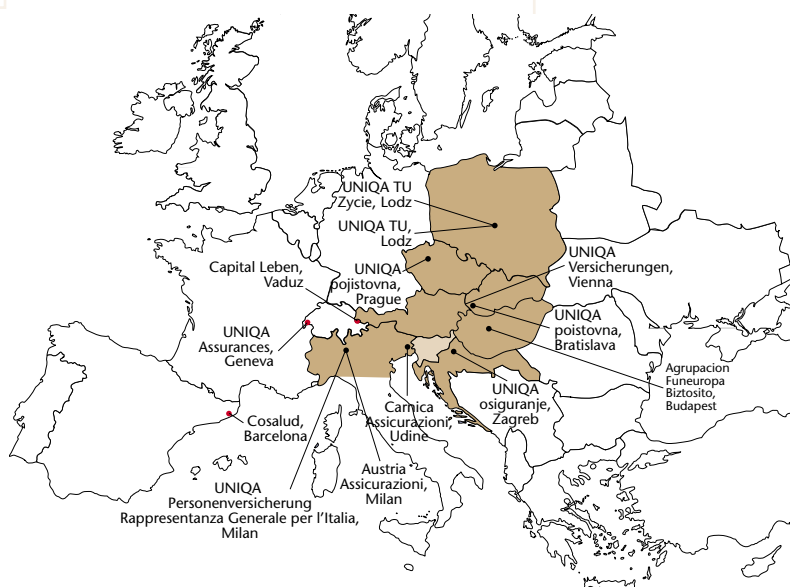 UNIQA TU
Zycie, Lodz
UNIQA TU,
Lodz
Capital Leben,
Vaduz
UNIQA
pojistovna,
Prague
UNIQA
Versicherungen,
Vienna
UNIQA
poistovna,
Bratislava
UNIQA
Assurances,
Geneva
Agrupacion
Funeuropa
Biztosito,
Budapest
UNIQA
osiguranje,
Zagreb
Carnica
Assicurazioni,
Udine
Cosalud,
Barcelona
Austria
Assicurazioni,
Milan
UNIQA
Personenversicherung
Rappresentanza Generale per l'Italia,
Milan